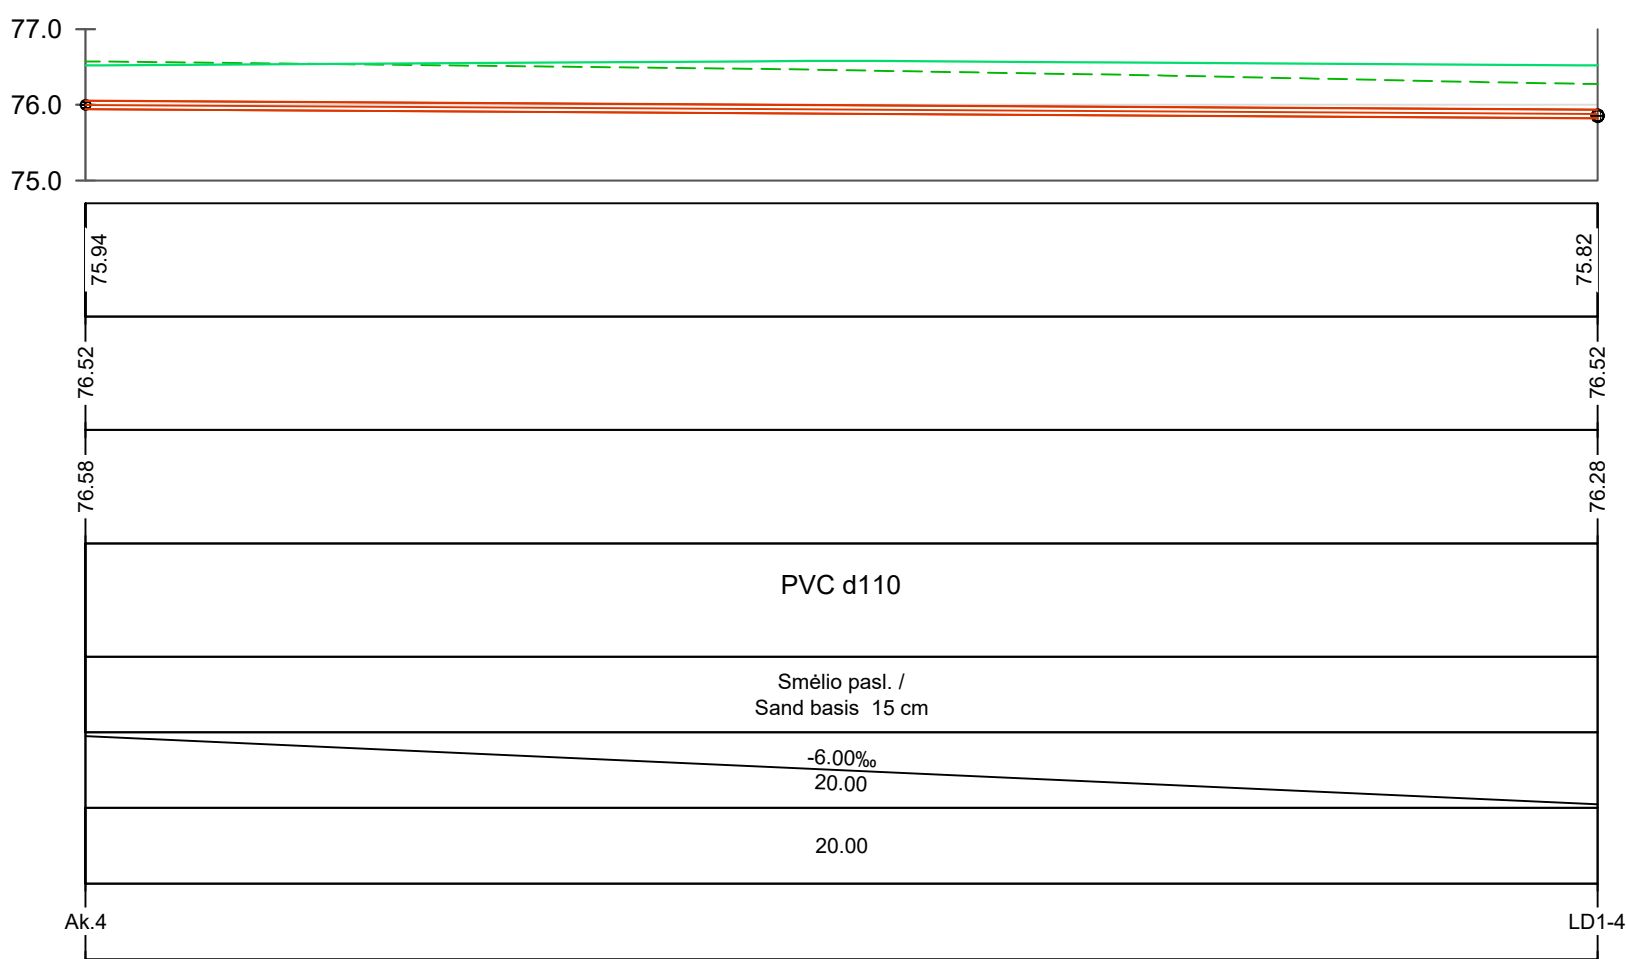 77.0
76.0
75.0
75.94
75.82
76.52
76.52
76.58
76.28
PVC d110
Smėlio pasl. /
Sand basis 15 cm
-6.00‰
20.00
20.00
Ak.4
LD1-4